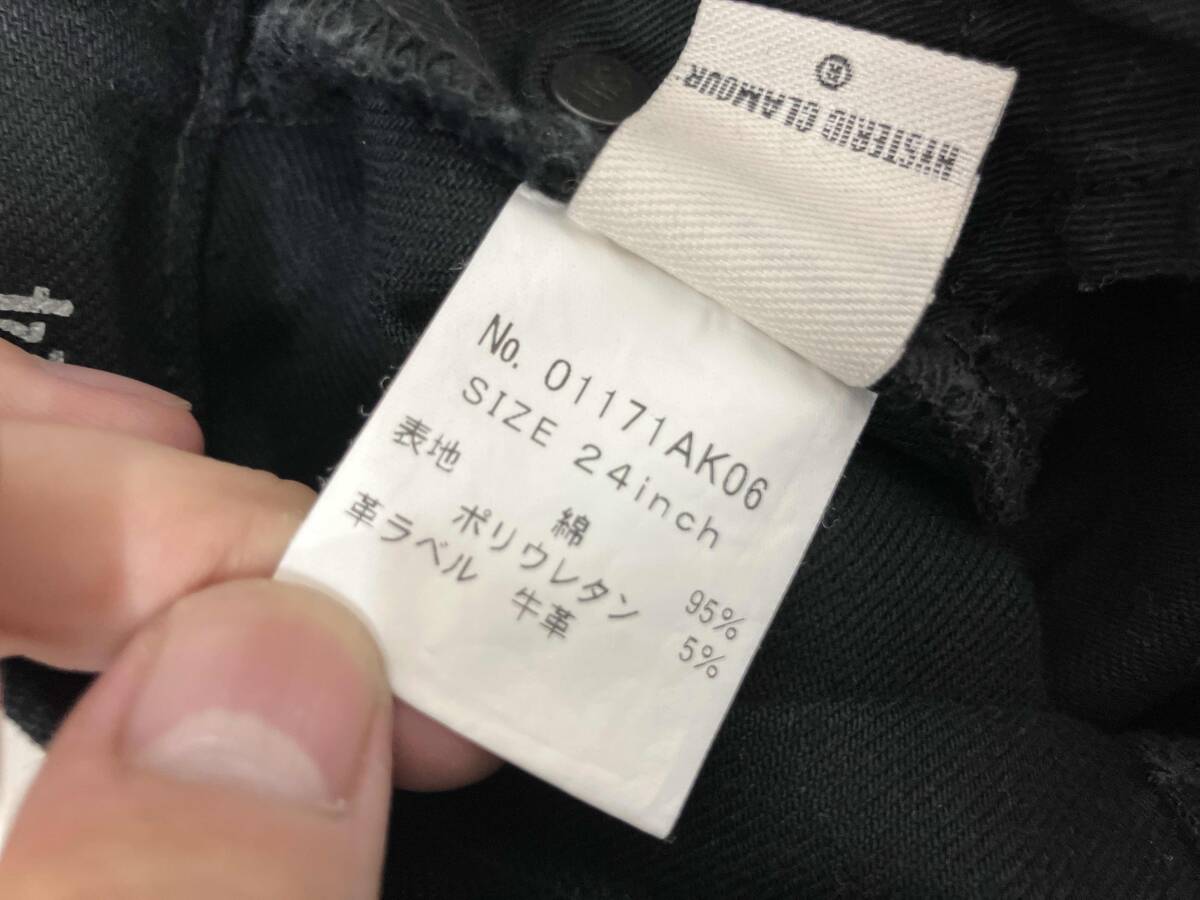 HYSTERIC GLAMOUR
No. 01171AK06
SIZE 24inch
表地 綿 95%
ポリウレタン 5%
革ラベル 牛革